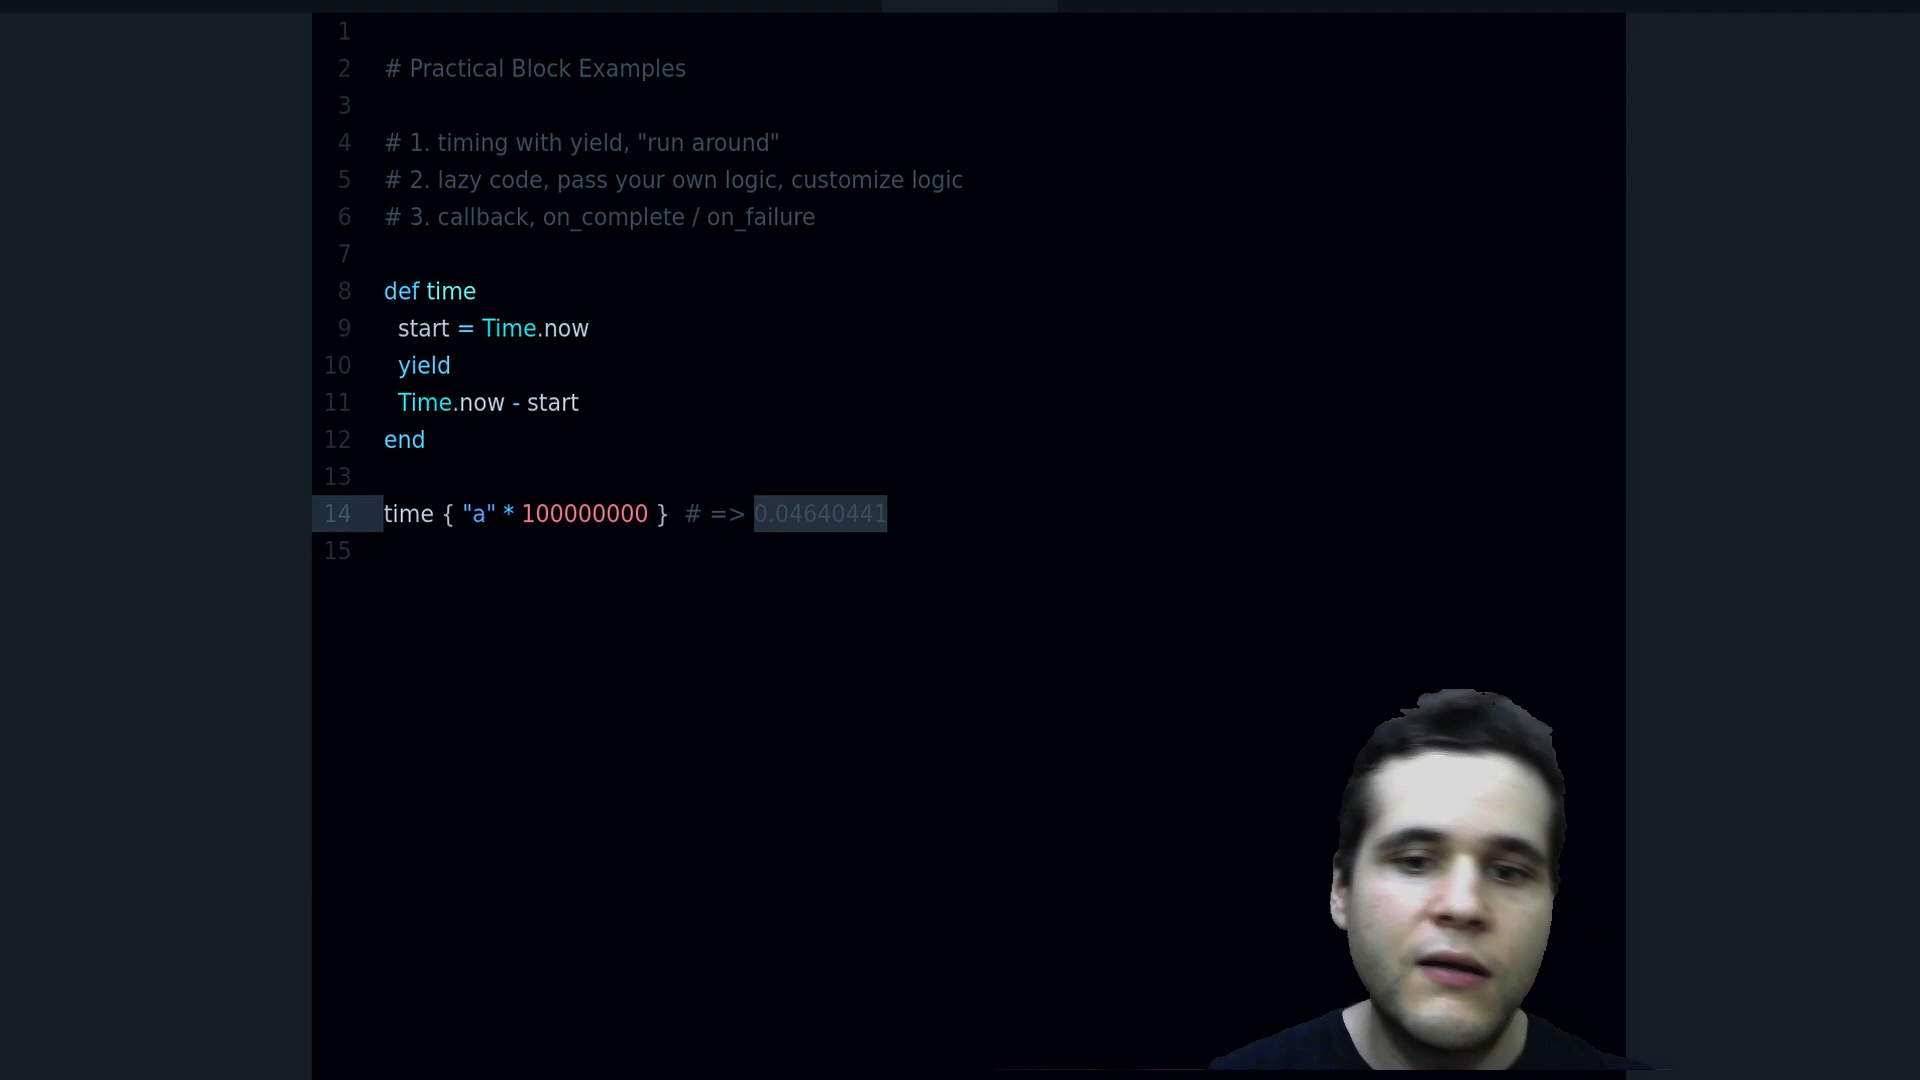 1
2 # Practical Block Examples
3
4 # 1. timing with yield, "run around"
5 # 2. lazy code, pass your own logic, customize logic
6 # 3. callback, on_complete / on_failure
7
8 def time
9 start = Time.now
10 yield
11 Time.now - start
12 end
13
14 time { "a" * 100000000 } # => 0.04640441
15